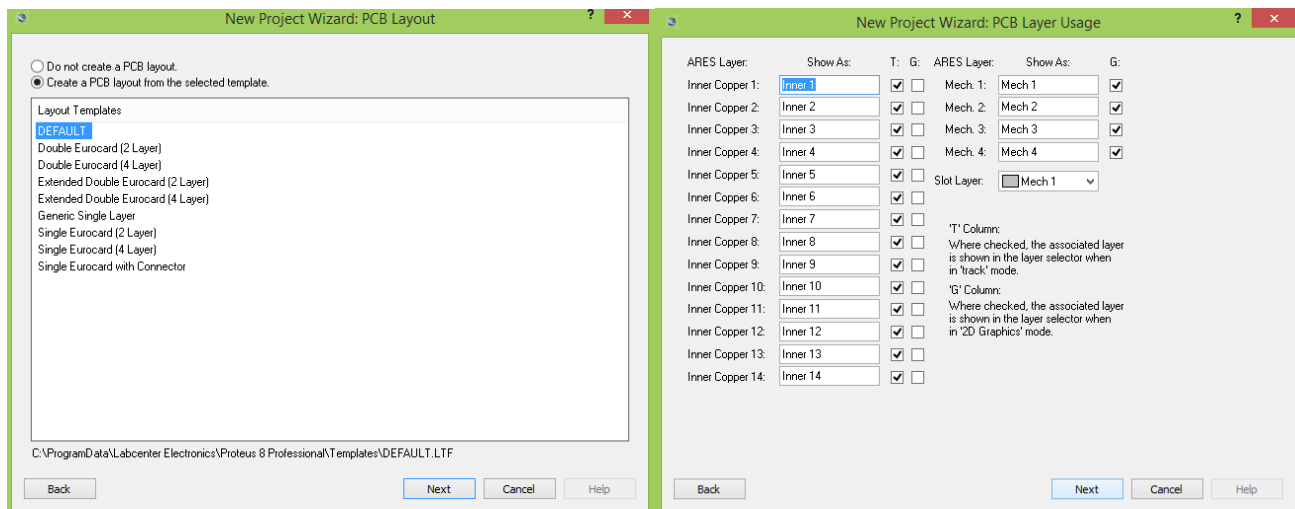 New Project Wizard: PCB Layout
? ×
Do not create a PCB layout.
Create a PCB layout from the selected template.
Layout Templates
DEFAULT
Double Eurocard (2 Layer)
Double Eurocard (4 Layer)
Extended Double Eurocard (2 Layer)
Extended Double Eurocard (4 Layer)
Generic Single Layer
Single Eurocard (2 Layer)
Single Eurocard (4 Layer)
Single Eurocard with Connector
C:\ProgramData\Labcenter Electronics\Proteus 8 Professional\Templates\DEFAULT.LTF
Back Next Cancel Help
New Project Wizard: PCB Layer Usage
? ×
ARES Layer: Show As: T: G: ARES Layer: Show As: G:
Inner Copper 1: Inner 1 Mech. 1: Mech 1
Inner Copper 2: Inner 2 Mech. 2: Mech 2
Inner Copper 3: Inner 3 Mech. 3: Mech 3
Inner Copper 4: Inner 4 Mech. 4: Mech 4
Inner Copper 5: Inner 5 Slot Layer: Mech 1
Inner Copper 6: Inner 6
Inner Copper 7: Inner 7
Inner Copper 8: Inner 8
Inner Copper 9: Inner 9
Inner Copper 10: Inner 10
Inner Copper 11: Inner 11
Inner Copper 12: Inner 12
Inner Copper 13: Inner 13
Inner Copper 14: Inner 14
'T' Column:
Where checked, the associated layer
is shown in the layer selector when
in 'track' mode.
'G' Column:
Where checked, the associated layer
is shown in the layer selector when
in '2D Graphics' mode.
Back Next Cancel Help